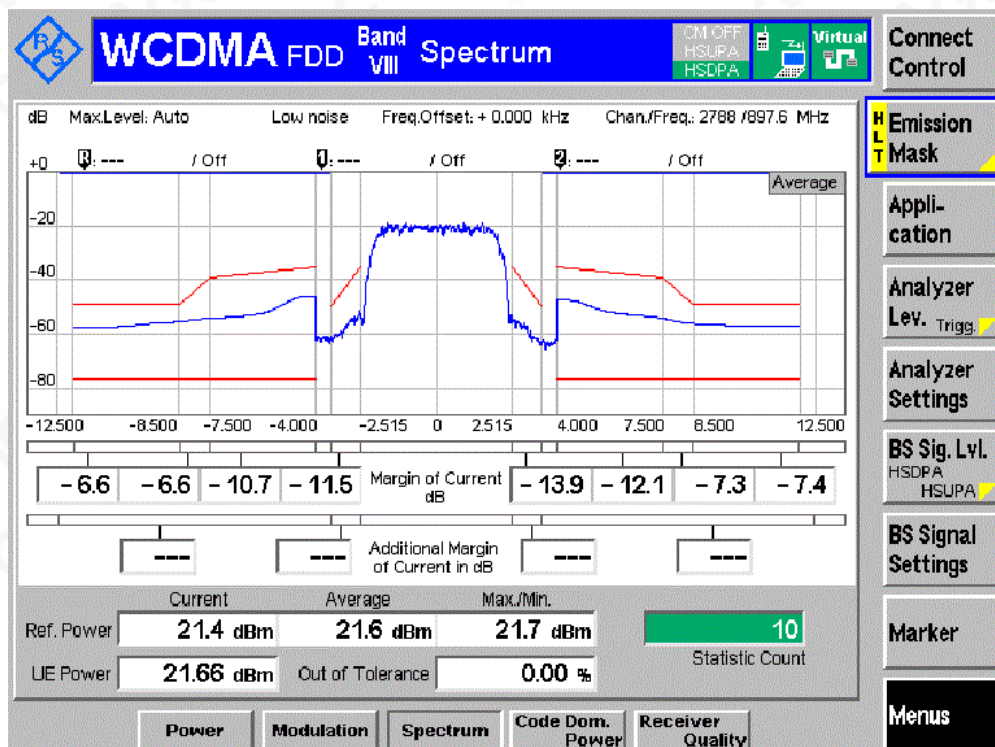 R&S WCDMA FDD Band VIII Spectrum
CM OFF
HSUPA
HSDPA
Virtual
Connect Control
dB Max.Level: Auto Low noise Freq.Offset: + 0.000 kHz Chan./Freq.: 2788 /897.6 MHz
H L T Emission Mask
R: --- / Off 1: --- / Off 2: --- / Off
Average
+0
-20
-40
-60
-80
-12.500 -8.500 -7.500 -4.000 -2.515 0 2.515 4.000 7.500 8.500 12.500
Appli-
cation
Analyzer
Lev. Trigg.
Analyzer
Settings
BS Sig. Lvl.
HSDPA
HSUPA
BS Signal
Settings
Marker
Menus
- 6.6 - 6.6 - 10.7 - 11.5 Margin of Current dB - 13.9 - 12.1 - 7.3 - 7.4
--- --- Additional Margin of Current in dB --- ---
Current Average Max./Min.
Ref. Power 21.4 dBm 21.6 dBm 21.7 dBm 10
Statistic Count
UE Power 21.66 dBm Out of Tolerance 0.00 %
Power Modulation Spectrum Code Dom. Power Receiver Quality